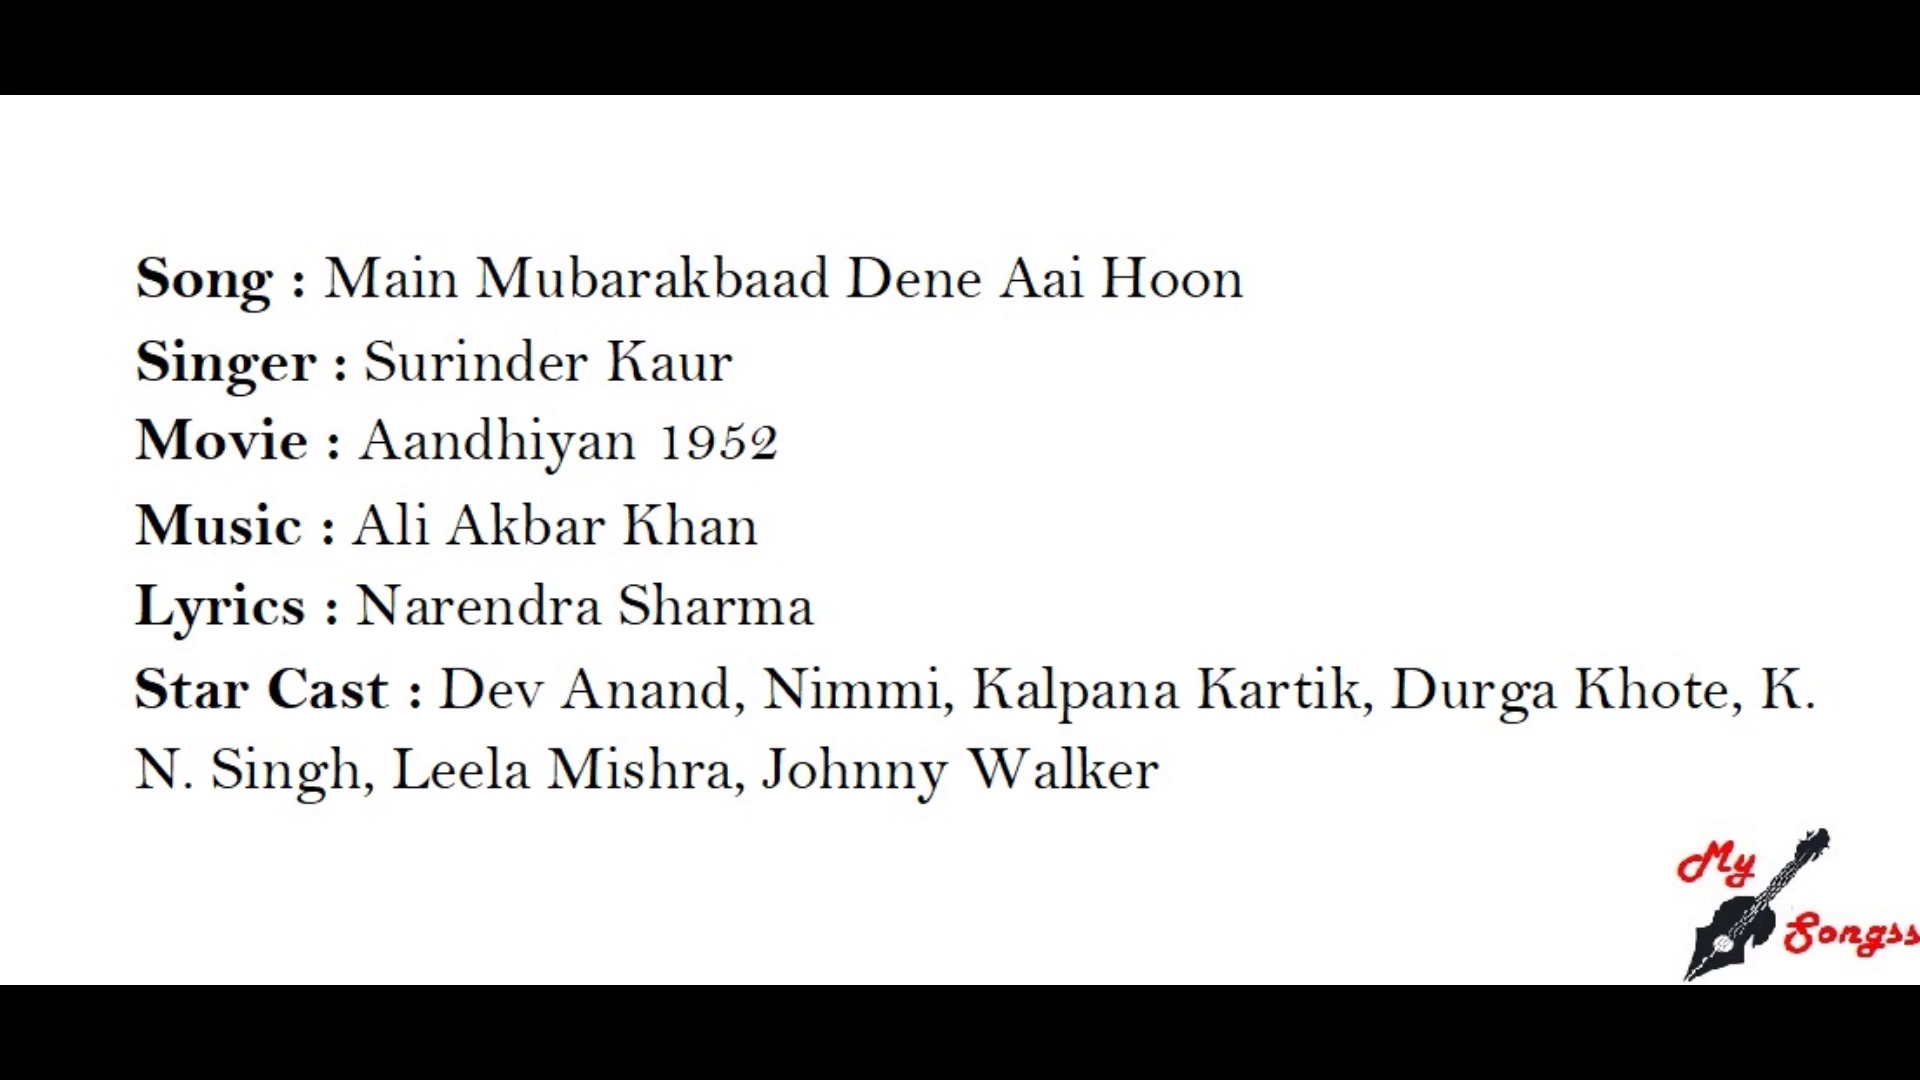 Song : Main Mubarakbaad Dene Aai Hoon
Singer : Surinder Kaur
Movie : Aandhiyan 1952
Music : Ali Akbar Khan
Lyrics : Narendra Sharma
Star Cast : Dev Anand, Nimmi, Kalpana Kartik, Durga Khote, K.
N. Singh, Leela Mishra, Johnny Walker
My
Songss